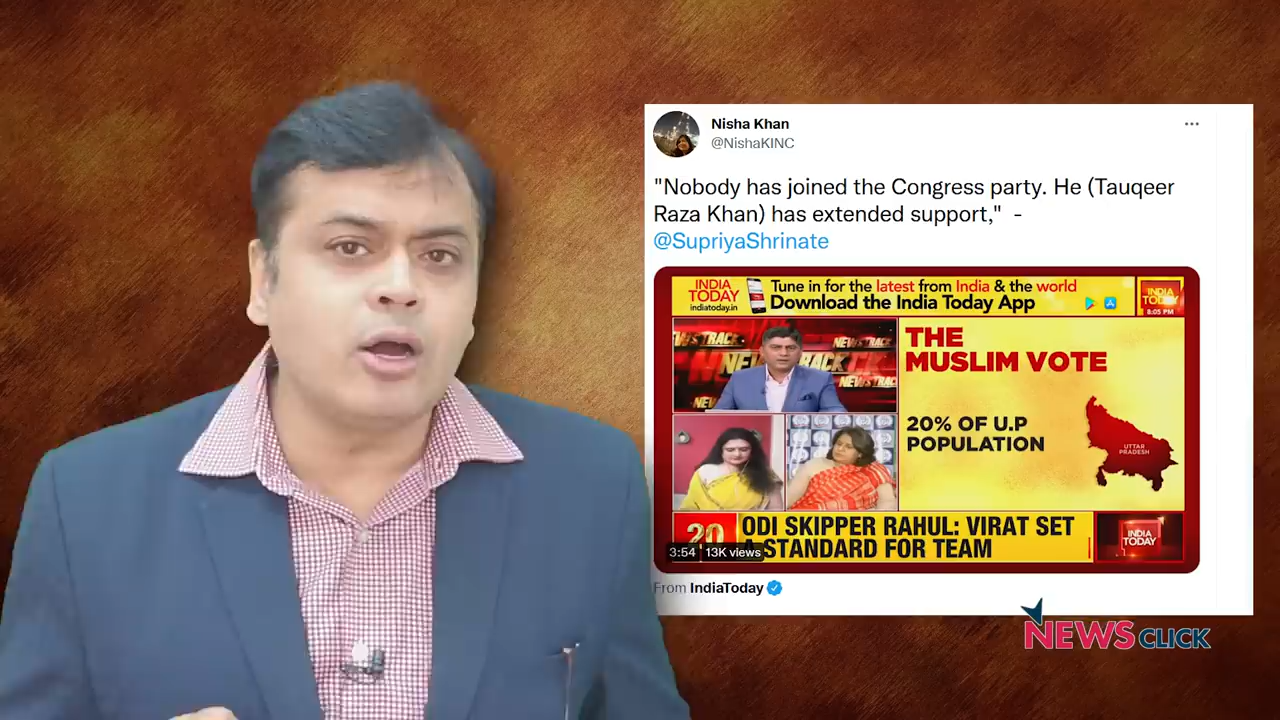 Nisha Khan
@NishaKINC
"Nobody has joined the Congress party. He (Tauqeer
Raza Khan) has extended support," -
@SupriyaShrinate
INDIA
TODAY
indiatoday.in
Tune in for the latest from India & the world
Download the India Today App
INDIA
TODAY
8:05 PM
NEWSTRACK
THE
MUSLIM VOTE
20% OF U.P
POPULATION
UTTAR
PRADESH
20
ODI SKIPPER RAHUL: VIRAT SET
A STANDARD FOR TEAM
INDIA
TODAY
3:54
13K views
From IndiaToday
NEWSCLICK